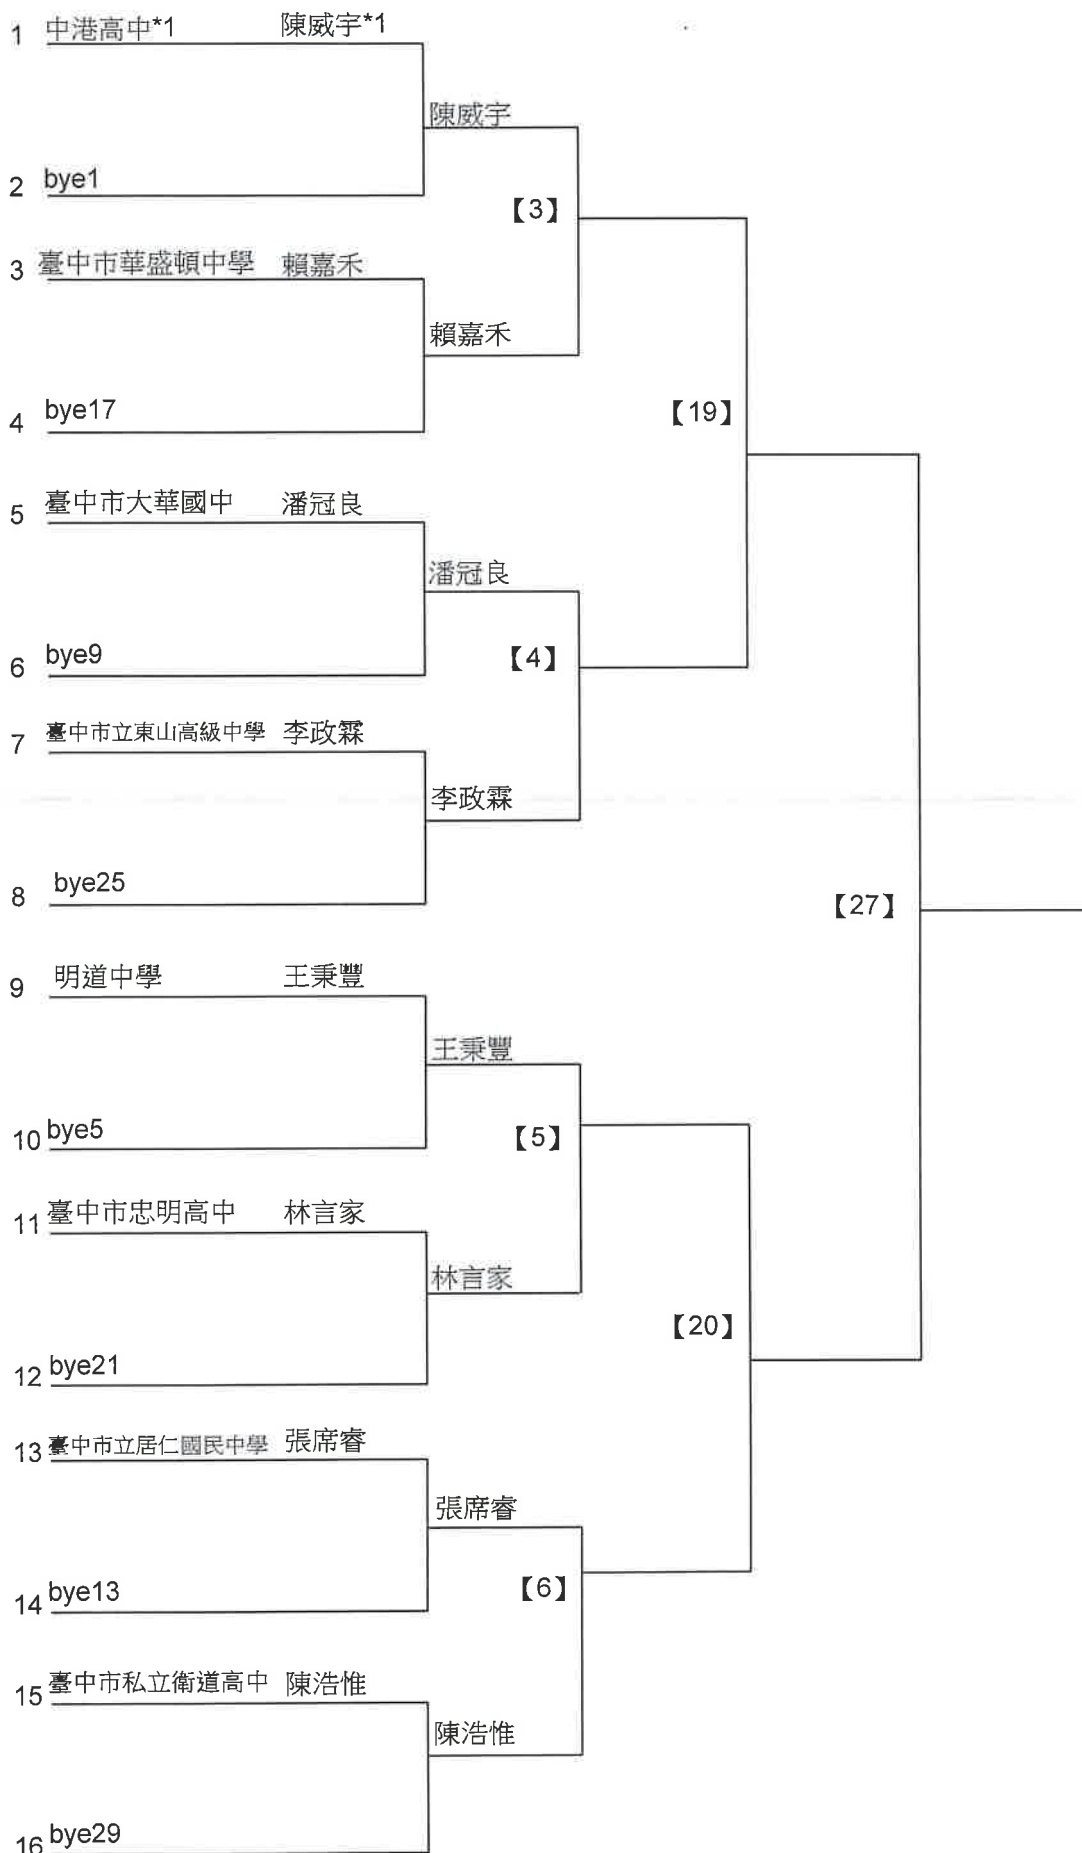 1 中港高中*1 陳威宇*1
陳威宇
2 bye1
【3】
3 臺中市華盛頓中學 賴嘉禾
賴嘉禾
4 bye17
【19】
5 臺中市大華國中 潘冠良
潘冠良
6 bye9
【4】
7 臺中市立東山高級中學 李政霖
李政霖
8 bye25
【27】
9 明道中學 王秉豐
王秉豐
10 bye5
【5】
11 臺中市忠明高中 林言家
林言家
12 bye21
【20】
13 臺中市立居仁國民中學 張席睿
張席睿
14 bye13
【6】
15 臺中市私立衛道高中 陳浩惟
陳浩惟
16 bye29